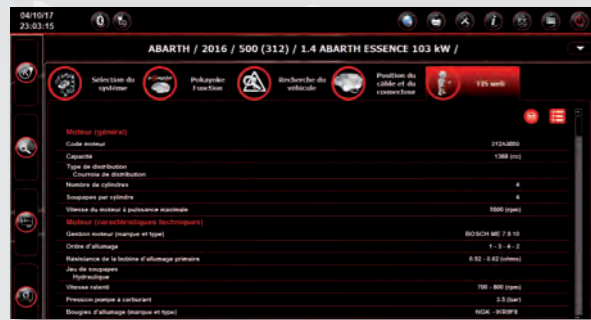 04/10/17
23:03:15
ABARTH / 2016 / 500 (312) / 1.4 ABARTH ESSENCE 103 kW /
Sélection du système
Pokayoke Function
Recherche du véhicule
Position du câble et du connecteur
TIS web
Moteur (général)
Code moteur 312A3000
Capacité 1368 (cc)
Type de distribution
Courroie de distribution
Nombre de cylindres 4
Soupapes par cylindre 4
Vitesse du moteur à puissance maximale 5500 (rpm)
Moteur (caractéristiques techniques)
Gestion moteur (marque et type) BOSCH ME 7.9.10
Ordre d'allumage 1 - 3 - 4 - 2
Résistance de la bobine d'allumage primaire 0.52 - 0.62 (ohms)
Jeu de soupapes
Hydraulique
Vitesse ralenti 700 - 800 (rpm)
Pression pompe à carburant 3.5 (bar)
Bougies d'allumage (marque et type) NGK -